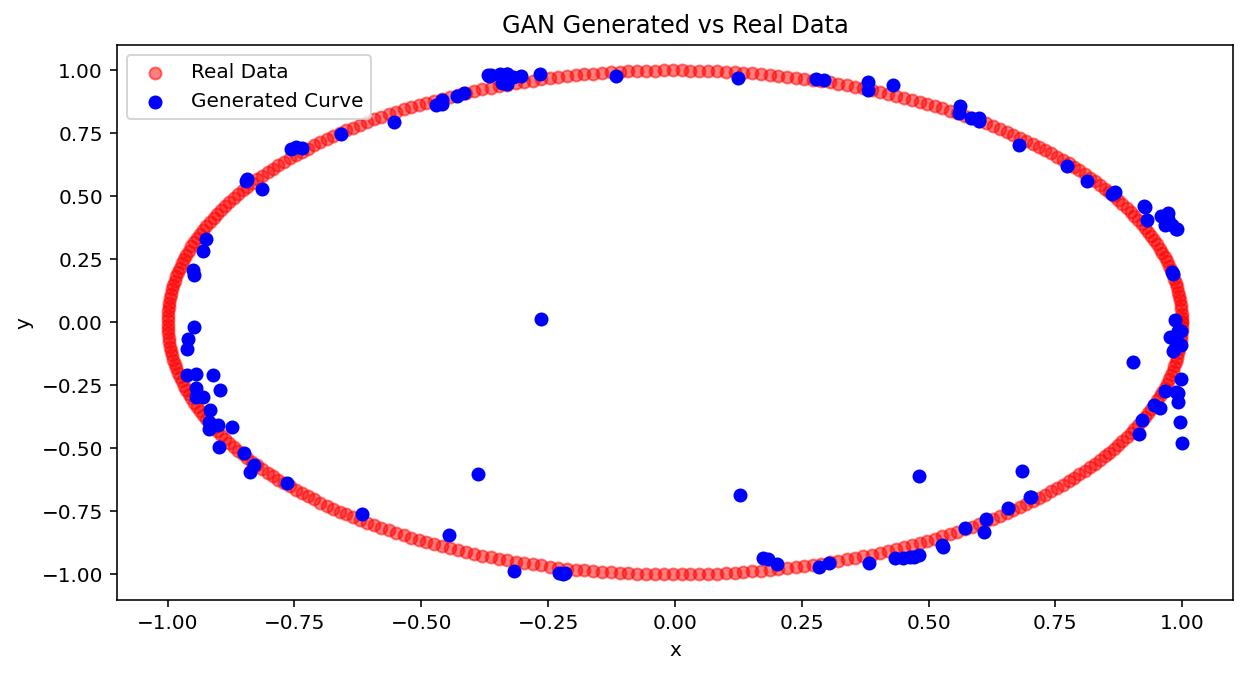 GAN Generated vs Real Data
Real Data
Generated Curve
1.00
0.75
0.50
0.25
0.00
−0.25
−0.50
−0.75
−1.00
y
−1.00 −0.75 −0.50 −0.25 0.00 0.25 0.50 0.75 1.00
x